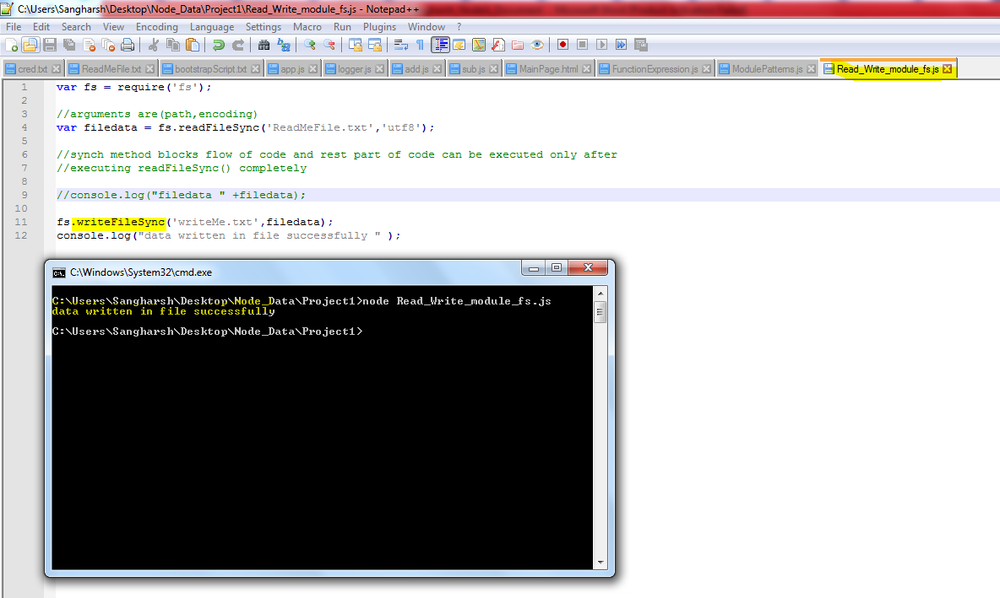 C:\Users\Sangharsh\Desktop\Node_Data\Project1\Read_Write_module_fs.js - Notepad++
File Edit Search View Encoding Language Settings Macro Run Plugins Window ?
cred.txt ReadMeFile.txt bootstrapScript.txt app.js logger.js add.js sub.js MainPage.html FunctionExpression.js ModulePatterns.js Read_Write_module_fs.js
1 var fs = require('fs');
2
3 //arguments are(path,encoding)
4 var filedata = fs.readFileSync('ReadMeFile.txt','utf8');
5
6 //synch method blocks flow of code and rest part of code can be executed only after
7 //executing readFileSync() completely
8
9 //console.log("filedata " +filedata);
10
11 fs.writeFileSync('writeMe.txt',filedata);
12 console.log("data written in file successfully " );
C:\Windows\System32\cmd.exe
C:\Users\Sangharsh\Desktop\Node_Data\Project1>node Read_Write_module_fs.js
data written in file successfully
C:\Users\Sangharsh\Desktop\Node_Data\Project1>